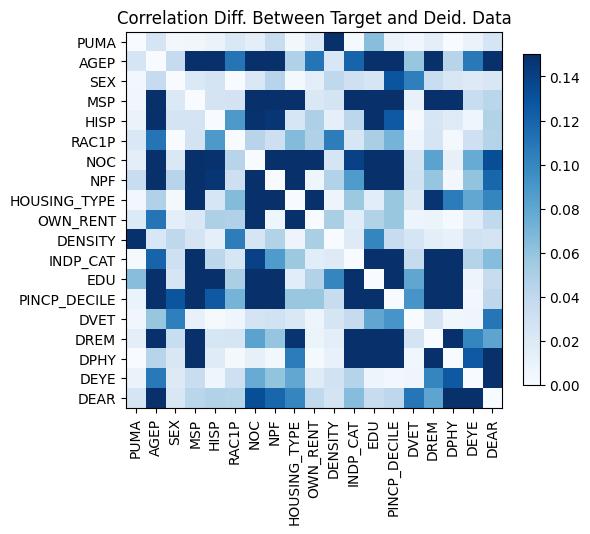 Correlation Diff. Between Target and Deid. Data
PUMA
AGEP
SEX
MSP
HISP
RAC1P
NOC
NPF
HOUSING_TYPE
OWN_RENT
DENSITY
INDP_CAT
EDU
PINCP_DECILE
DVET
DREM
DPHY
DEYE
DEAR
PUMA
AGEP
SEX
MSP
HISP
RAC1P
NOC
NPF
HOUSING_TYPE
OWN_RENT
DENSITY
INDP_CAT
EDU
PINCP_DECILE
DVET
DREM
DPHY
DEYE
DEAR
0.14
0.12
0.10
0.08
0.06
0.04
0.02
0.00